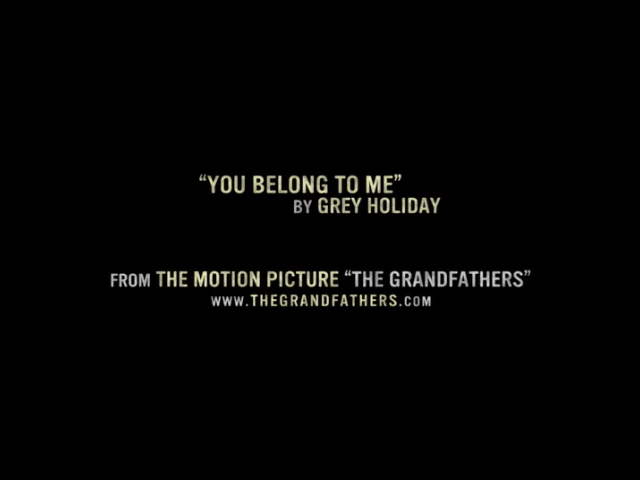 “YOU BELONG TO ME”
BY GREY HOLIDAY
FROM THE MOTION PICTURE “THE GRANDFATHERS”
WWW.THEGRANDFATHERS.COM